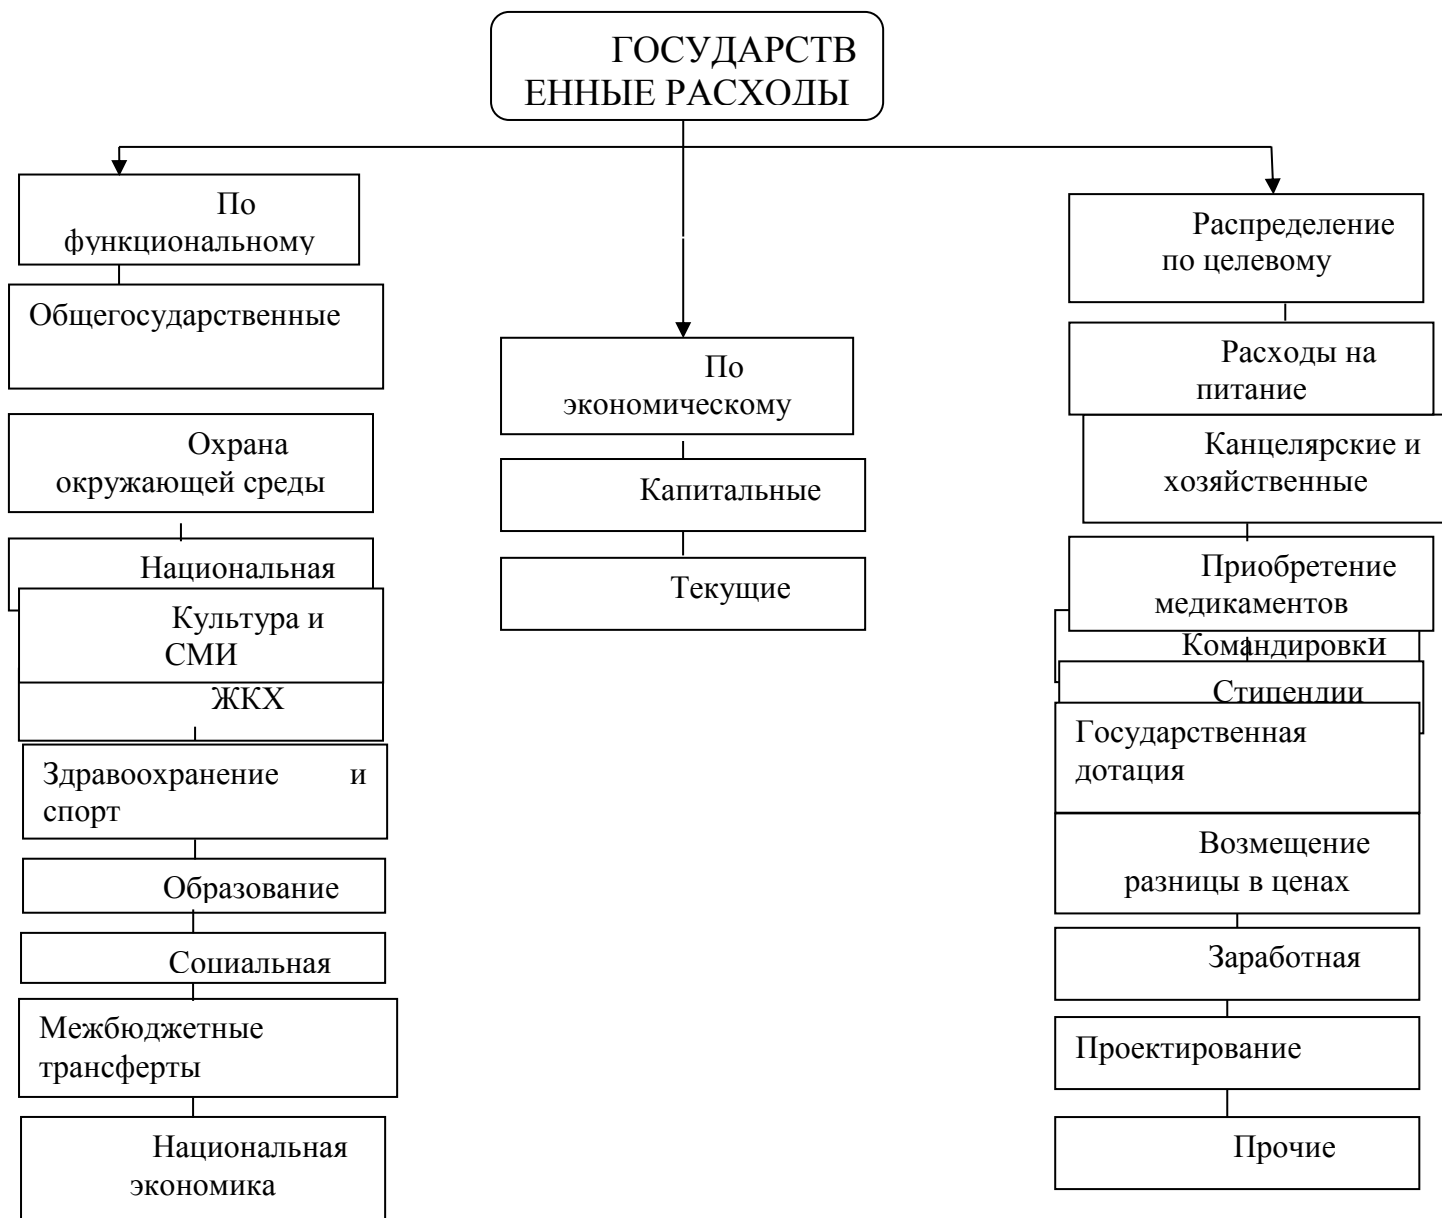 ГОСУДАРСТВ
ЕННЫЕ РАСХОДЫ
По
функциональному
Общегосударственные
Охрана
окружающей среды
Национальная
Культура и
СМИ
ЖКХ
Здравоохранение и
спорт
Образование
Социальная
Межбюджетные
трансферты
Национальная
экономика
По
экономическому
Капитальные
Текущие
Распределение
по целевому
Расходы на
питание
Канцелярские и
хозяйственные
Приобретение
медикаментов
Командировки
Стипендии
Государственная
дотация
Возмещение
разницы в ценах
Заработная
Проектирование
Прочие